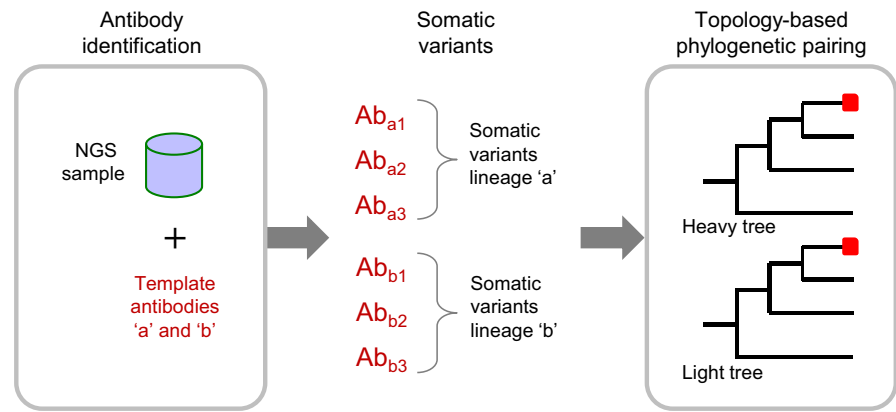 Antibody
identification
NGS
sample
+
Template
antibodies
‘a’ and ‘b’
Somatic
variants
Ab_a1
Ab_a2
Ab_a3
Somatic
variants
lineage ‘a’
Ab_b1
Ab_b2
Ab_b3
Somatic
variants
lineage ‘b’
Topology-based
phylogenetic pairing
Heavy tree
Light tree